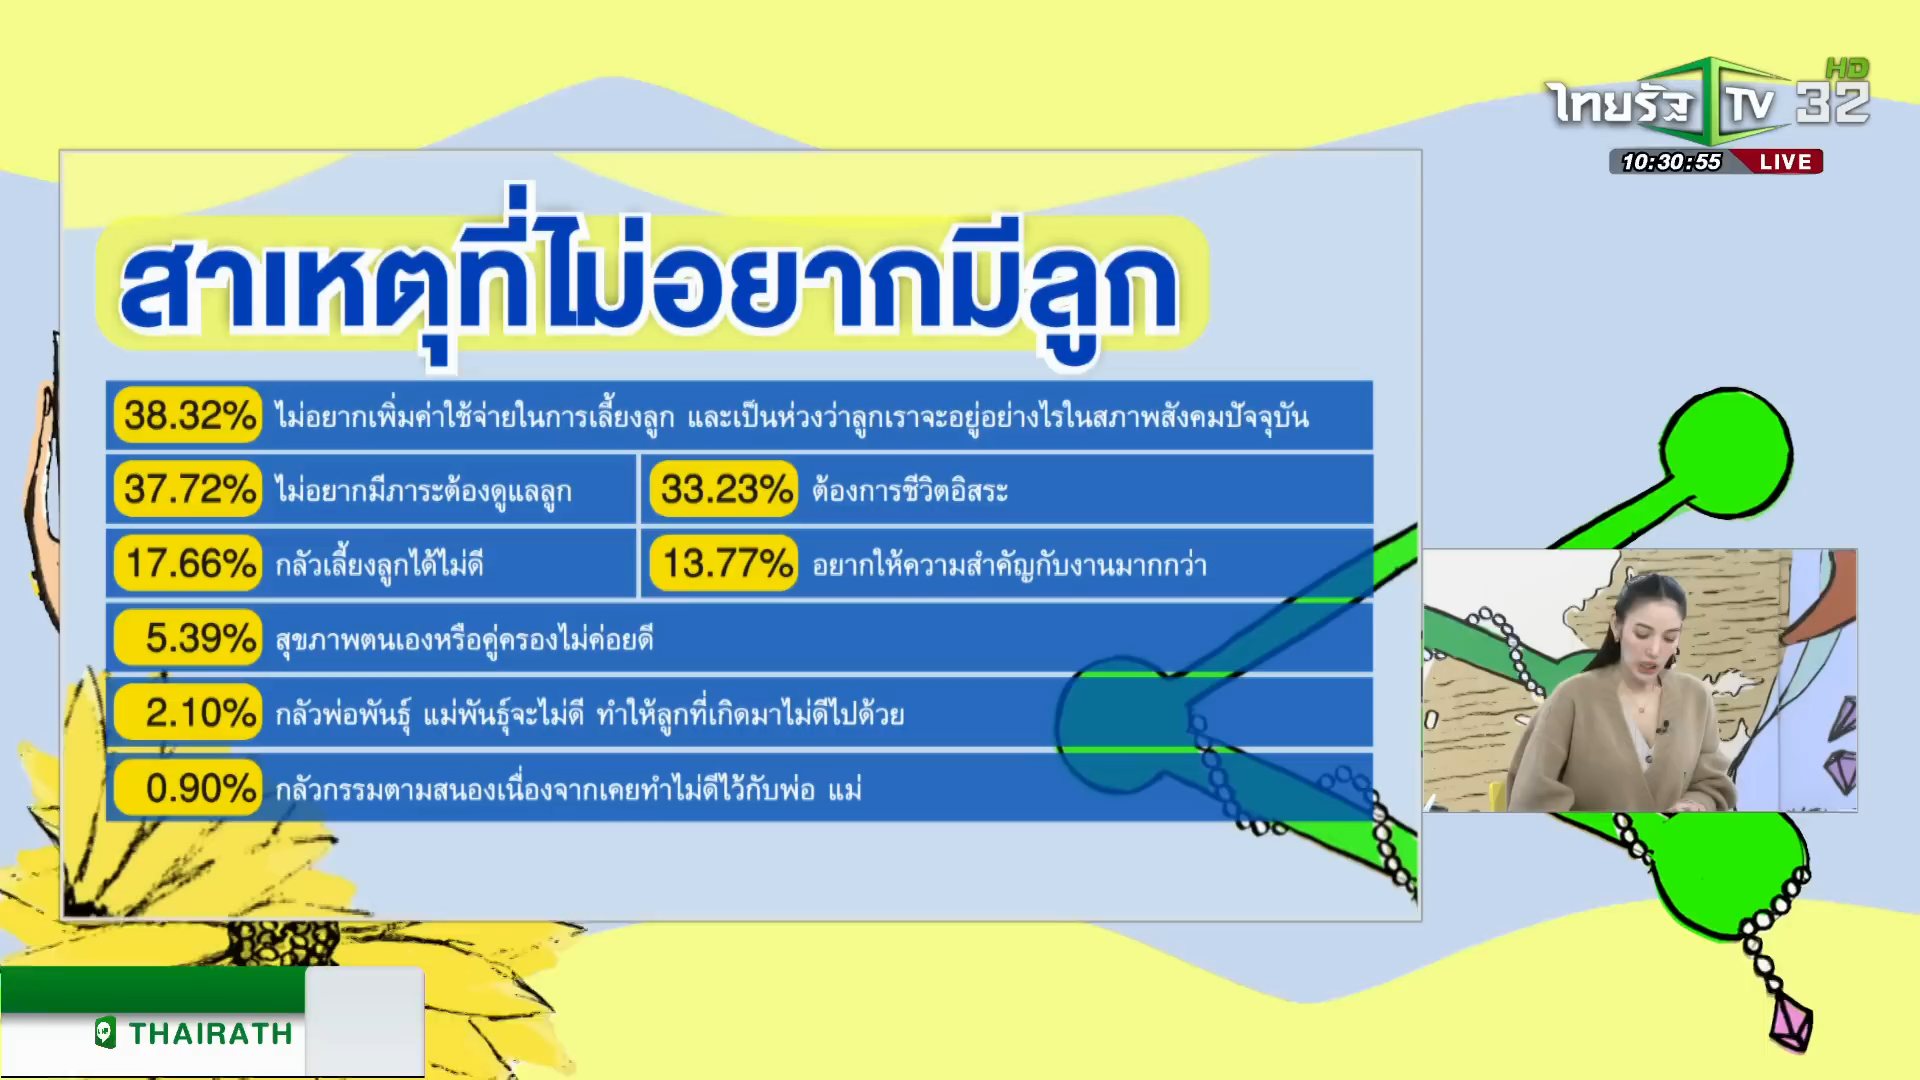 ไทยรัฐ TV HD 32
10:30:55 LIVE
สาเหตุที่ไม่อยากมีลูก
38.32% ไม่อยากเพิ่มค่าใช้จ่ายในการเลี้ยงลูก และเป็นห่วงว่าลูกเราจะอยู่อย่างไรในสภาพสังคมปัจจุบัน
37.72% ไม่อยากมีภาระต้องดูแลลูก
33.23% ต้องการชีวิตอิสระ
17.66% กลัวเลี้ยงลูกได้ไม่ดี
13.77% อยากให้ความสำคัญกับงานมากกว่า
5.39% สุขภาพตนเองหรือคู่ครองไม่ค่อยดี
2.10% กลัวพ่อพันธุ์ แม่พันธุ์จะไม่ดี ทำให้ลูกที่เกิดมาไม่ดีไปด้วย
0.90% กลัวกรรมตามสนองเนื่องจากเคยทำไม่ดีไว้กับพ่อ แม่
THAIRATH